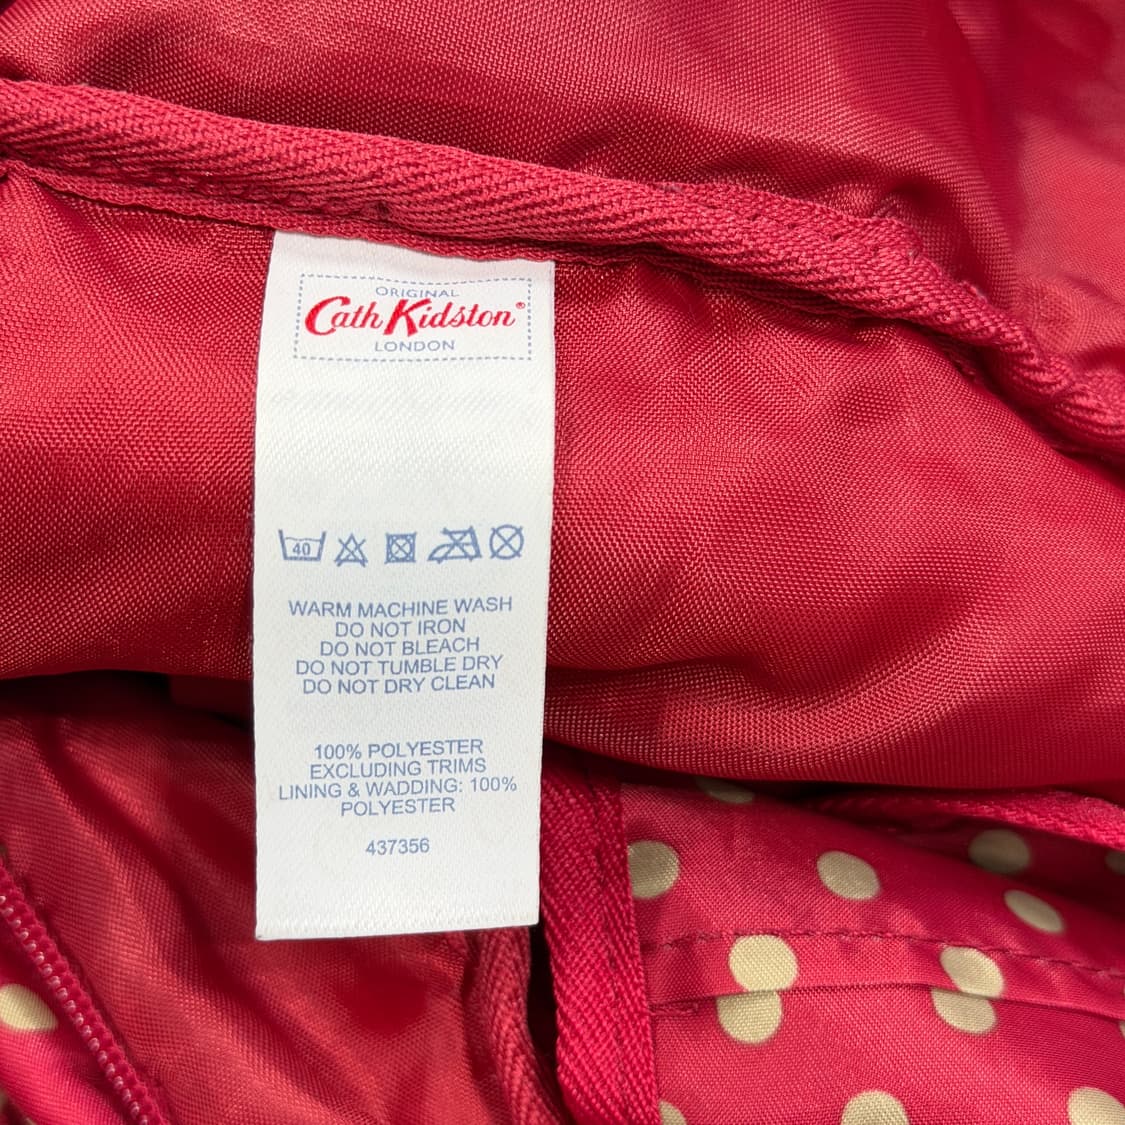 ORIGINAL
Cath Kidston®
LONDON
40
WARM MACHINE WASH
DO NOT IRON
DO NOT BLEACH
DO NOT TUMBLE DRY
DO NOT DRY CLEAN
100% POLYESTER
EXCLUDING TRIMS
LINING & WADDING: 100%
POLYESTER
437356